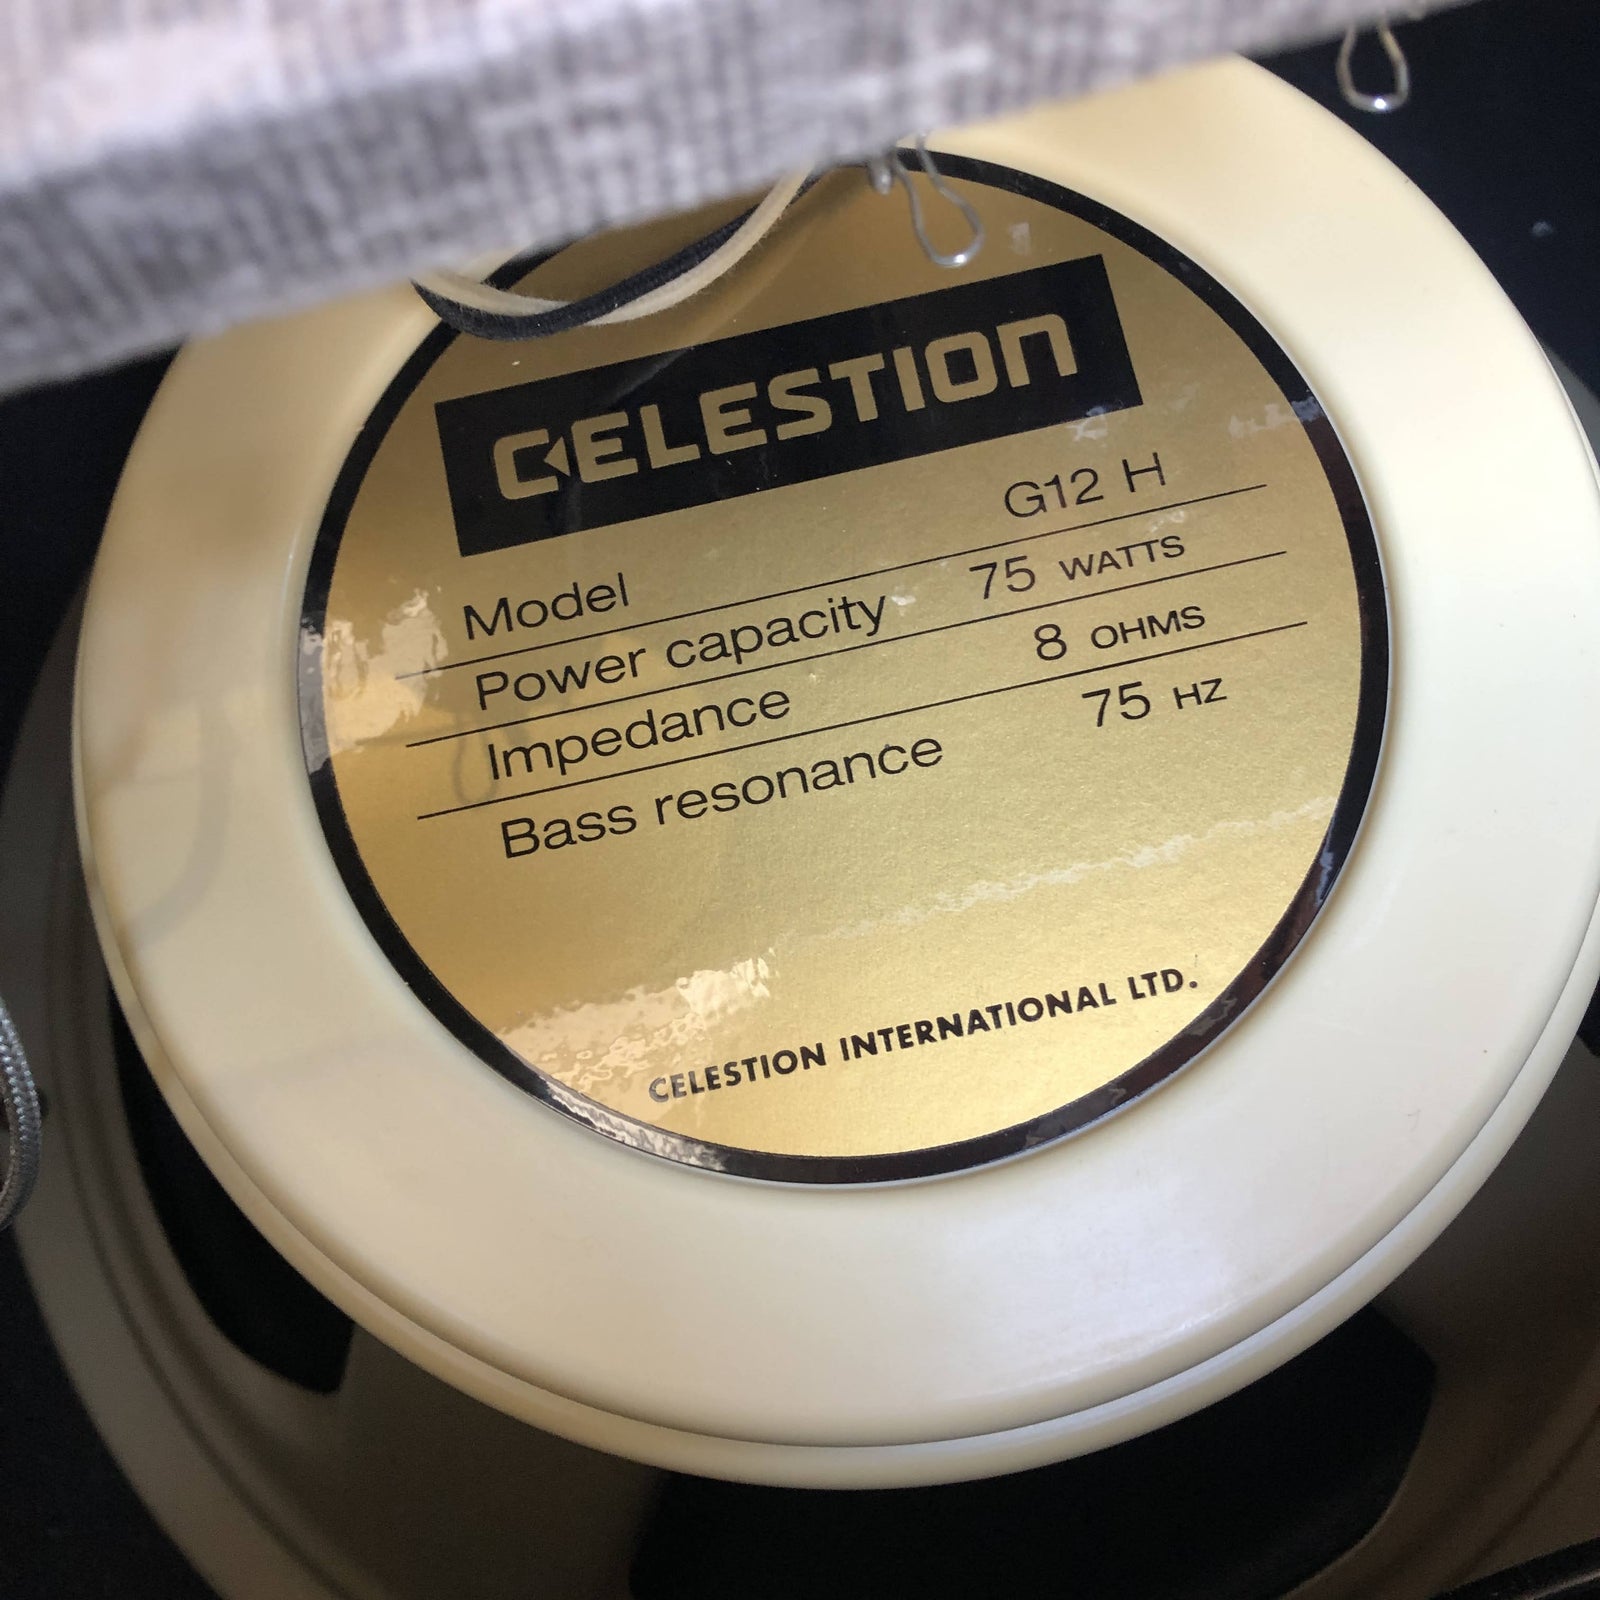 CELESTION
Model G12 H
Power capacity 75 WATTS
Impedance 8 OHMS
Bass resonance 75 HZ
CELESTION INTERNATIONAL LTD.